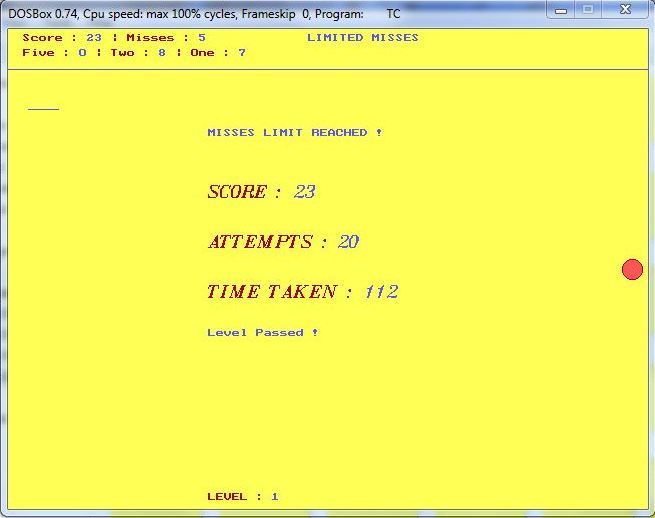 DOSBox 0.74, Cpu speed: max 100% cycles, Frameskip 0, Program: TC
Score : 23 ¦ Misses : 5 LIMITED MISSES
Five : 0 ¦ Two : 8 ¦ One : 7
MISSES LIMIT REACHED !
SCORE : 23
ATTEMPTS : 20
TIME TAKEN : 112
Level Passed !
LEVEL : 1